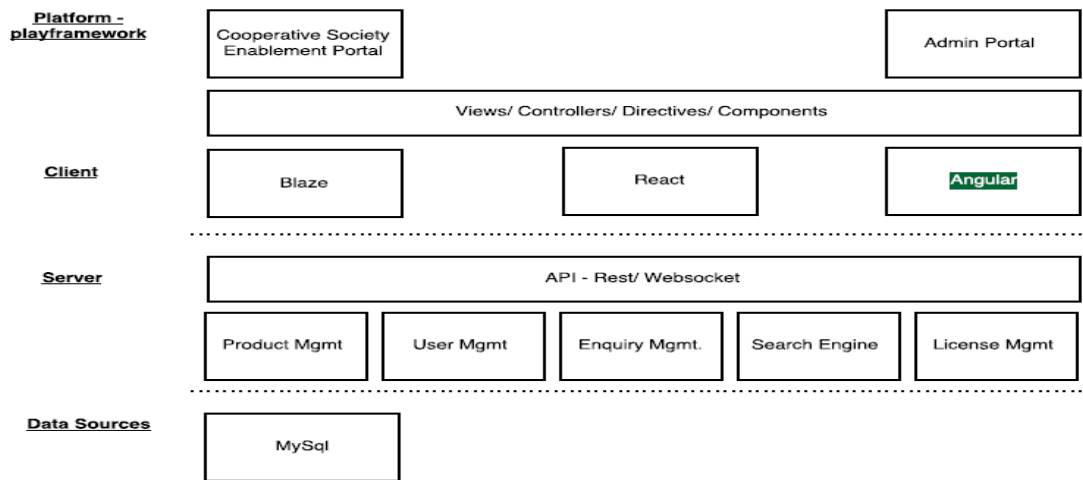 Platform -
playframework
Cooperative Society
Enablement Portal
Admin Portal
Views/ Controllers/ Directives/ Components
Client
Blaze
React
Angular
Server
API - Rest/ Websocket
Product Mgmt
User Mgmt
Enquiry Mgmt.
Search Engine
License Mgmt
Data Sources
MySql